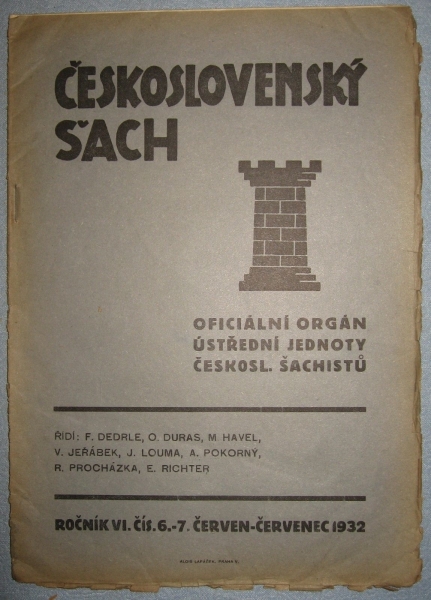 ČESKOSLOVENSKÝ
ŠACH
OFICIÁLNÍ ORGÁN
ÚSTŘEDNÍ JEDNOTY
ČESKOSL. ŠACHISTŮ
ŘÍDÍ: F. DEDRLE, O. DURAS, M. HAVEL,
V. JEŘÁBEK, J. LOUMA, A. POKORNÝ,
R. PROCHÁZKA, E. RICHTER
ROČNÍK VI. ČÍS. 6.-7. ČERVEN-ČERVENEC 1932